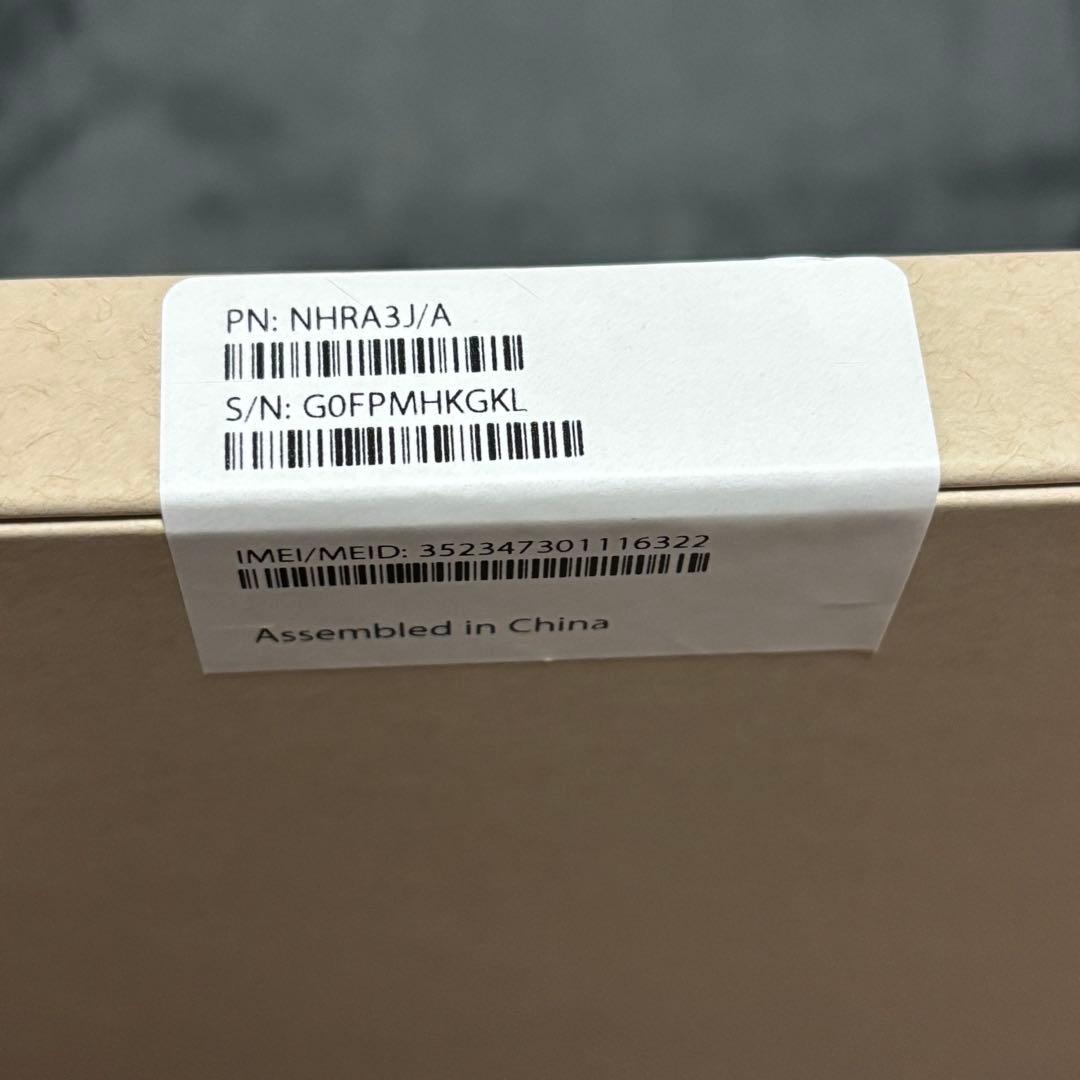 PN: NHRA3J/A
S/N: G0FPMHKGKL
IMEI/MEID: 352347301116322
Assembled in China